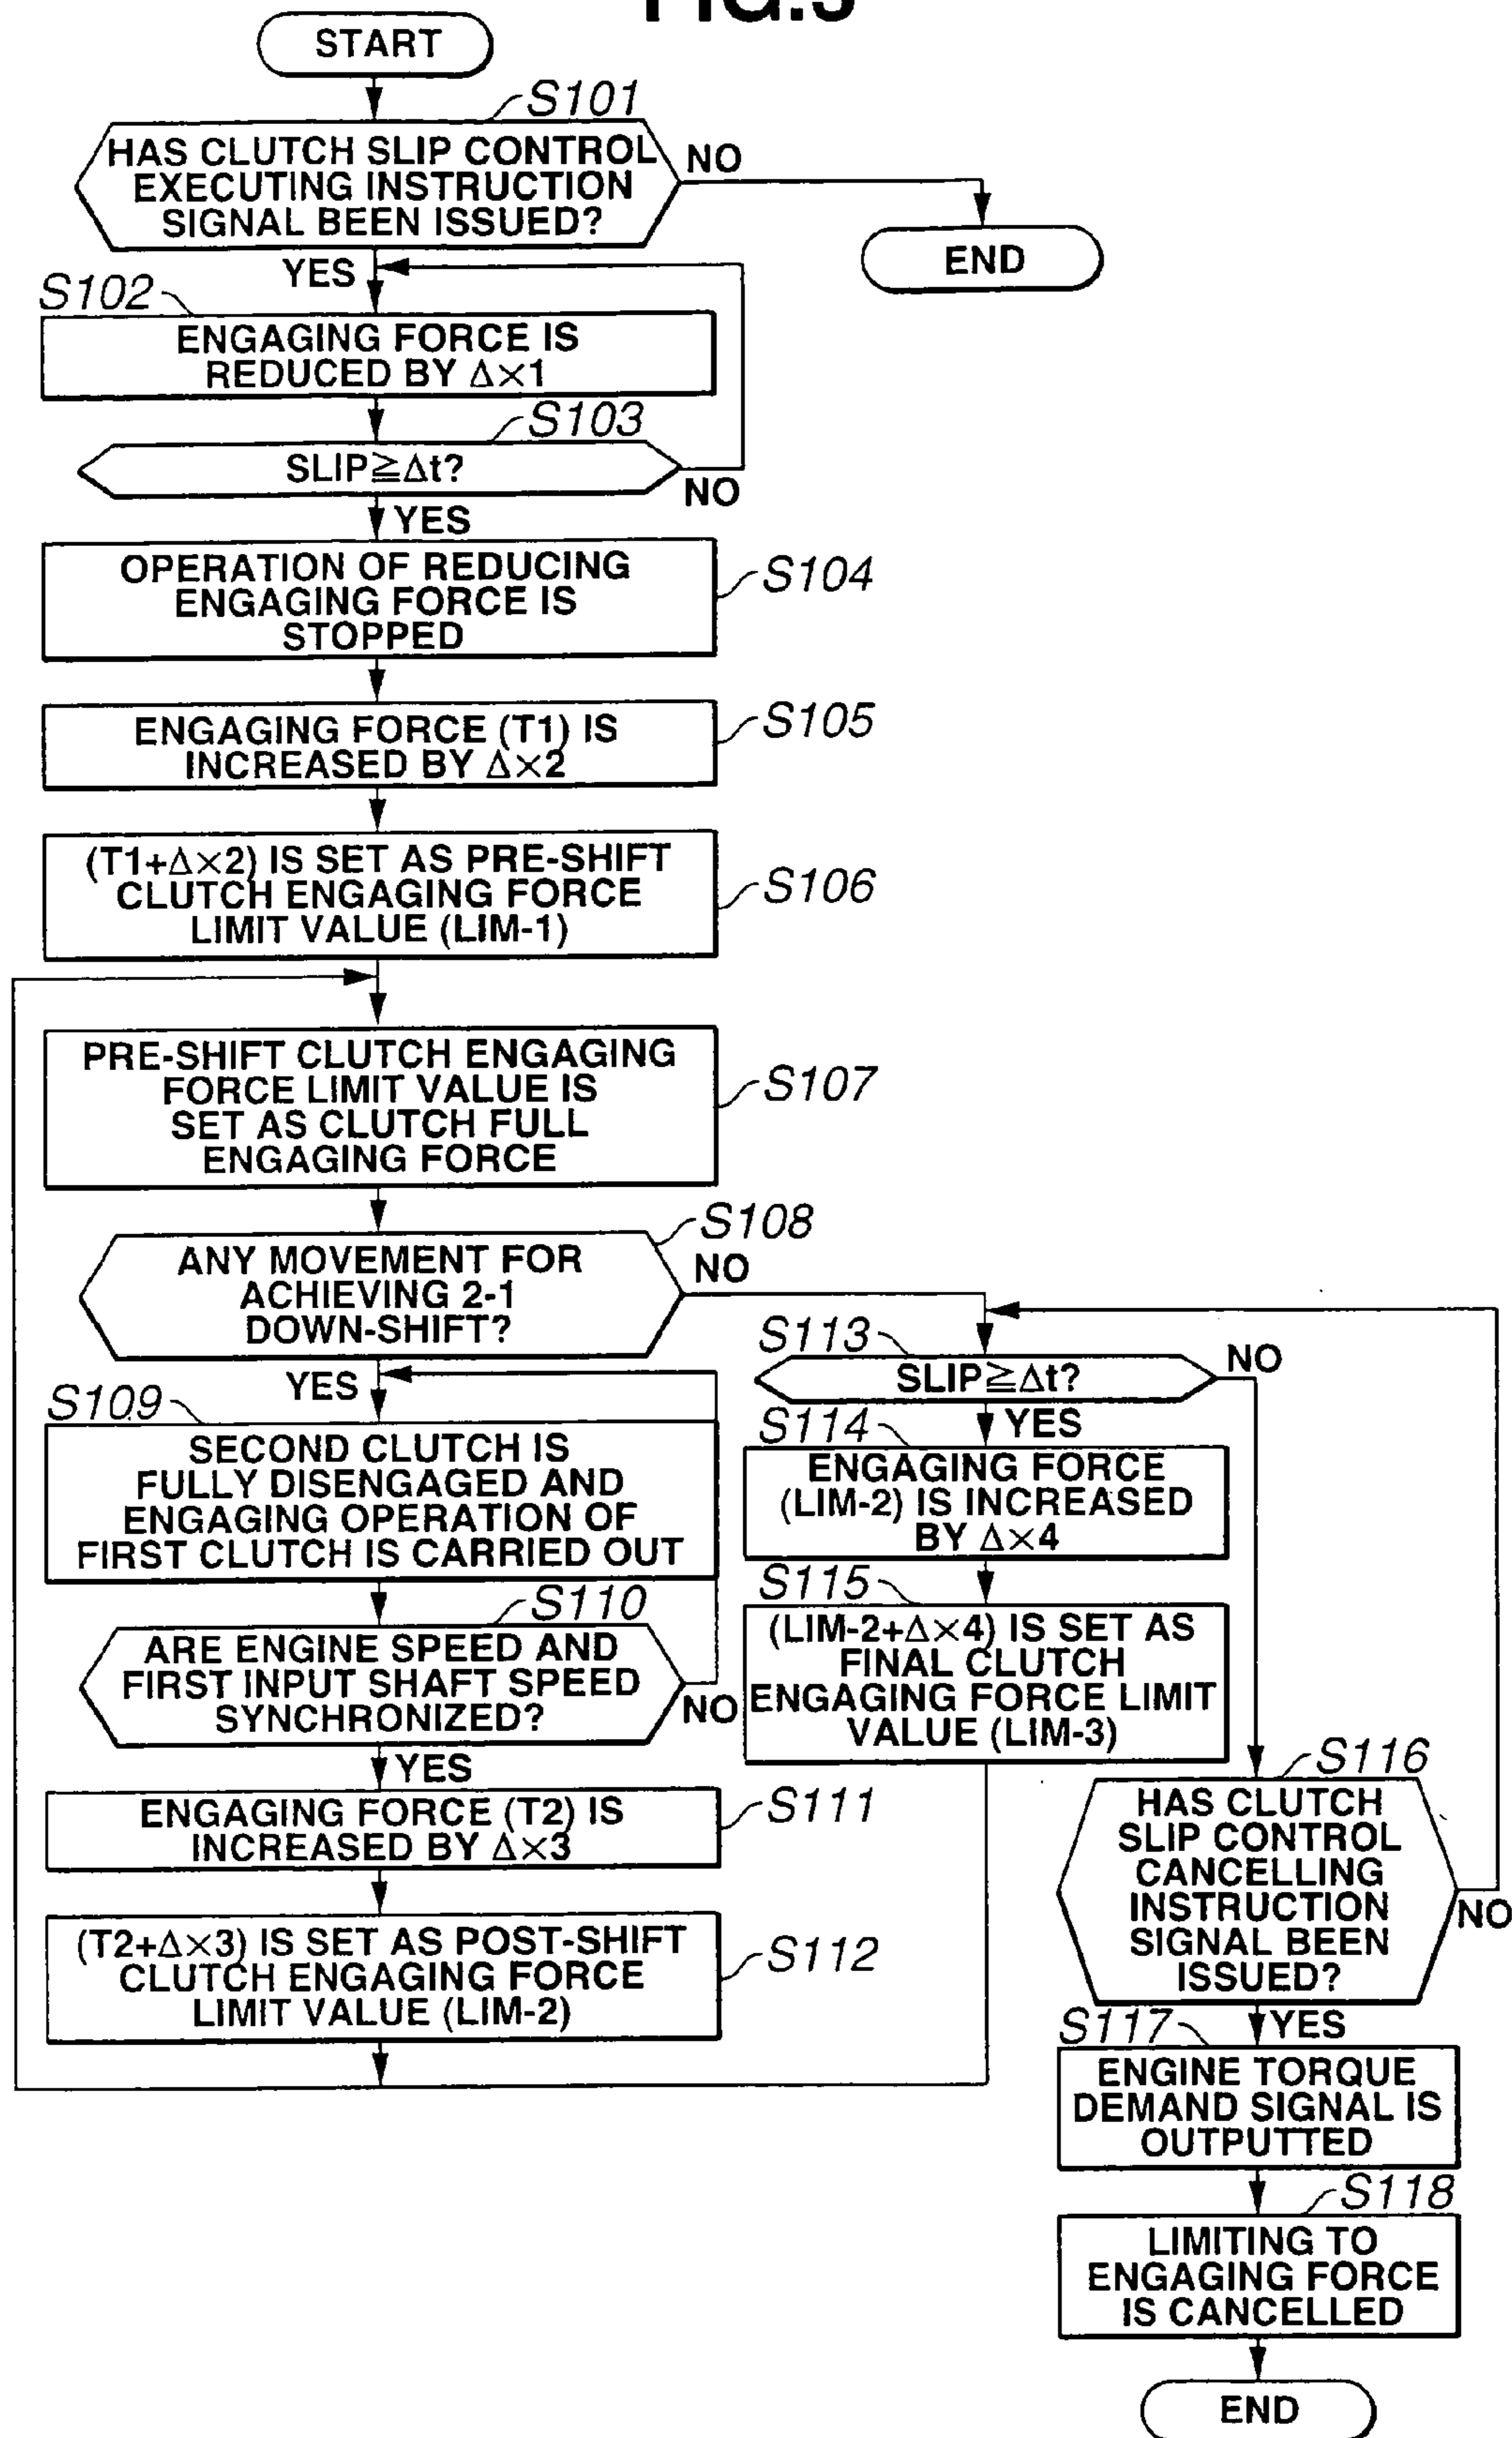 START
S101
HAS CLUTCH SLIP CONTROL
EXECUTING INSTRUCTION
SIGNAL BEEN ISSUED?
NO
END
YES
S102
ENGAGING FORCE IS
REDUCED BY Δ×1
S103
SLIP≧Δt?
NO
YES
OPERATION OF REDUCING
ENGAGING FORCE IS
STOPPED
S104
ENGAGING FORCE (T1) IS
INCREASED BY Δ×2
S105
(T1+Δ×2) IS SET AS PRE-SHIFT
CLUTCH ENGAGING FORCE
LIMIT VALUE (LIM-1)
S106
PRE-SHIFT CLUTCH ENGAGING
FORCE LIMIT VALUE IS
SET AS CLUTCH FULL
ENGAGING FORCE
S107
S108
ANY MOVEMENT FOR
ACHIEVING 2-1
DOWN-SHIFT?
NO
YES
S109
SECOND CLUTCH IS
FULLY DISENGAGED AND
ENGAGING OPERATION OF
FIRST CLUTCH IS CARRIED OUT
S110
ARE ENGINE SPEED AND
FIRST INPUT SHAFT SPEED
SYNCHRONIZED?
NO
YES
ENGAGING FORCE (T2) IS
INCREASED BY Δ×3
S111
(T2+Δ×3) IS SET AS POST-SHIFT
CLUTCH ENGAGING FORCE
LIMIT VALUE (LIM-2)
S112
S113
SLIP≧Δt?
NO
YES
S114
ENGAGING FORCE
(LIM-2) IS INCREASED
BY Δ×4
S115
(LIM-2+Δ×4) IS SET AS
FINAL CLUTCH
ENGAGING FORCE LIMIT
VALUE (LIM-3)
S116
HAS CLUTCH
SLIP CONTROL
CANCELLING
INSTRUCTION
SIGNAL BEEN
ISSUED?
NO
YES
S117
ENGINE TORQUE
DEMAND SIGNAL IS
OUTPUTTED
S118
LIMITING TO
ENGAGING FORCE
IS CANCELLED
END